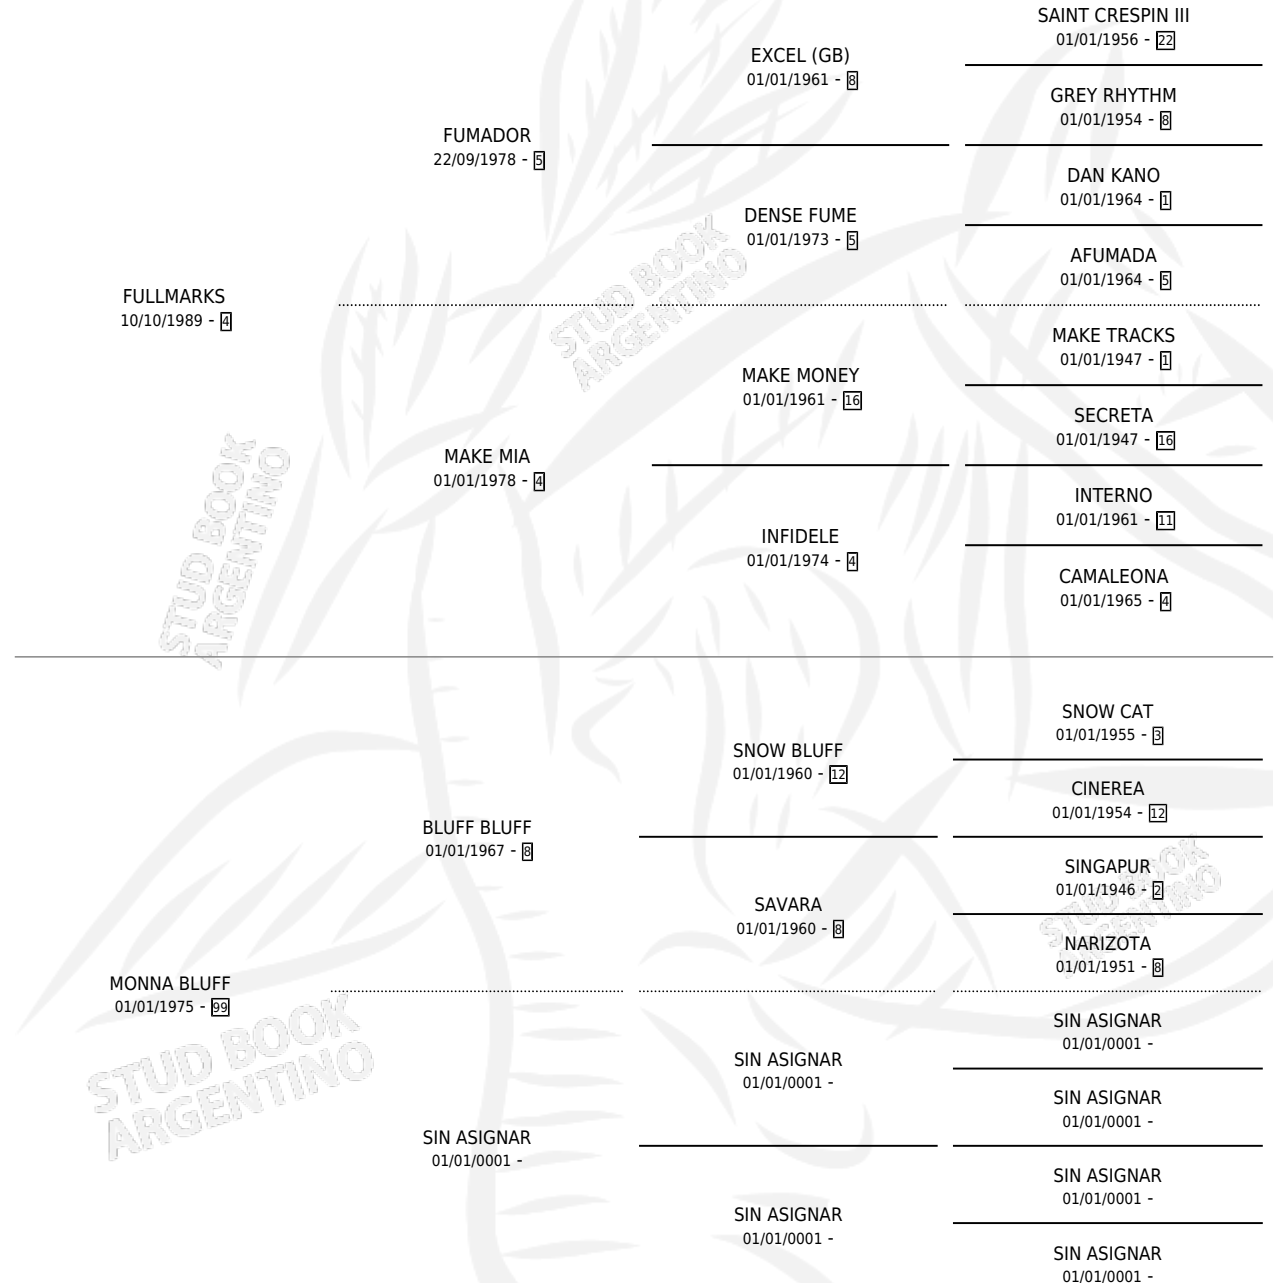 SAINT CRESPIN III
01/01/1956 - 22
EXCEL (GB)
01/01/1961 - 8
GREY RHYTHM
01/01/1954 - 8
FUMADOR
22/09/1978 - 5
DAN KANO
01/01/1964 - 1
DENSE FUME
01/01/1973 - 5
AFUMADA
01/01/1964 - 5
FULLMARKS
10/10/1989 - 4
MAKE TRACKS
01/01/1947 - 1
MAKE MONEY
01/01/1961 - 16
SECRETA
01/01/1947 - 16
MAKE MIA
01/01/1978 - 4
INTERNO
01/01/1961 - 11
INFIDELE
01/01/1974 - 4
CAMALEONA
01/01/1965 - 4
STUD BOOK
ARGENTINO
STUD BOOK
ARGENTINO
SNOW CAT
01/01/1955 - 3
SNOW BLUFF
01/01/1960 - 12
CINEREA
01/01/1954 - 12
BLUFF BLUFF
01/01/1967 - 8
SINGAPUR
01/01/1946 - 2
SAVARA
01/01/1960 - 8
NARIZOTA
01/01/1951 - 8
MONNA BLUFF
01/01/1975 - 99
SIN ASIGNAR
01/01/0001 -
SIN ASIGNAR
01/01/0001 -
SIN ASIGNAR
01/01/0001 -
SIN ASIGNAR
01/01/0001 -
SIN ASIGNAR
01/01/0001 -
SIN ASIGNAR
01/01/0001 -
SIN ASIGNAR
01/01/0001 -
STUD BOOK
ARGENTINO
STUD BOOK
ARGENTINO